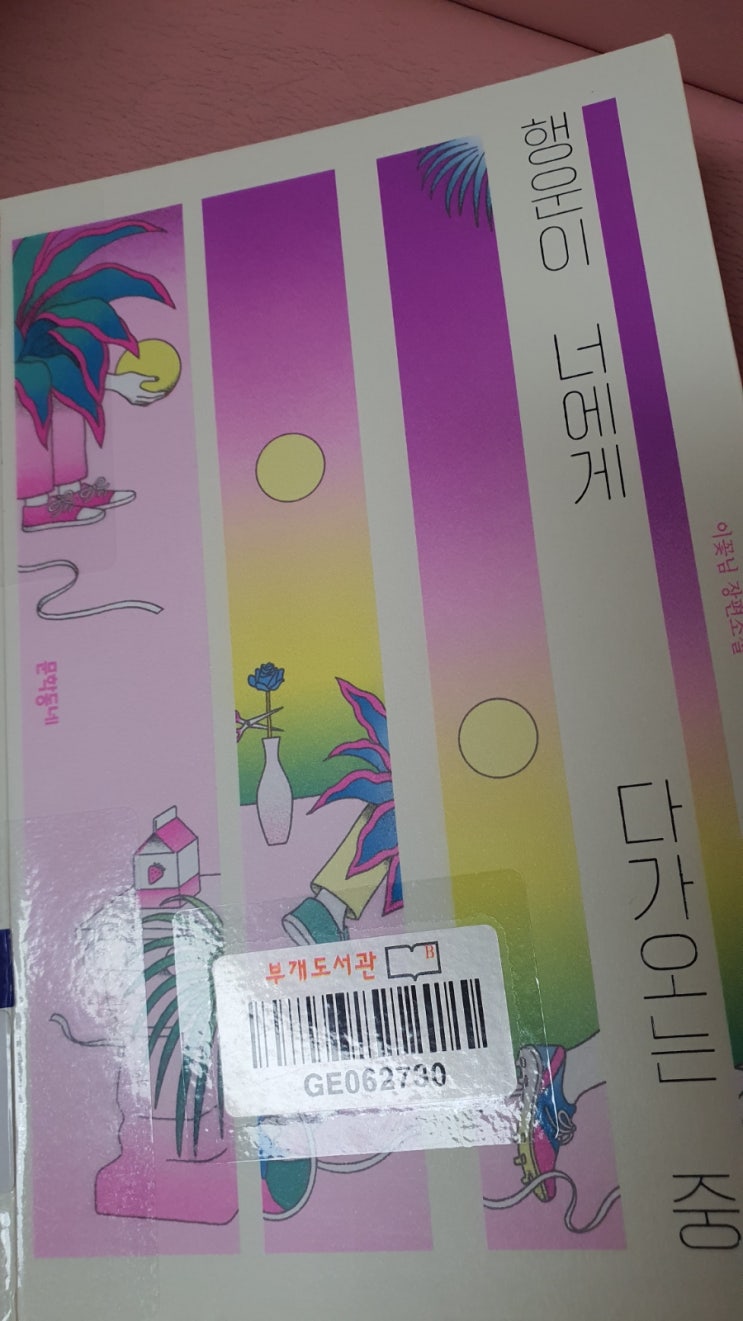 행운이 너에게 다가오는 중
이꽃님 장편소설
문학동네
부개도서관
B
GE062730